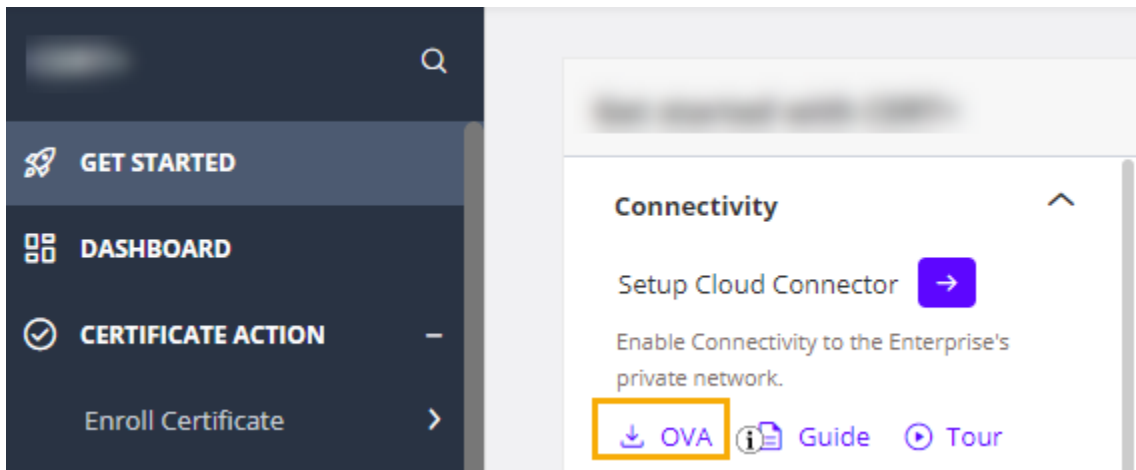 GET STARTED
DASHBOARD
CERTIFICATE ACTION
Enroll Certificate
Connectivity
Setup Cloud Connector
Enable Connectivity to the Enterprise's
private network.
OVA Guide Tour